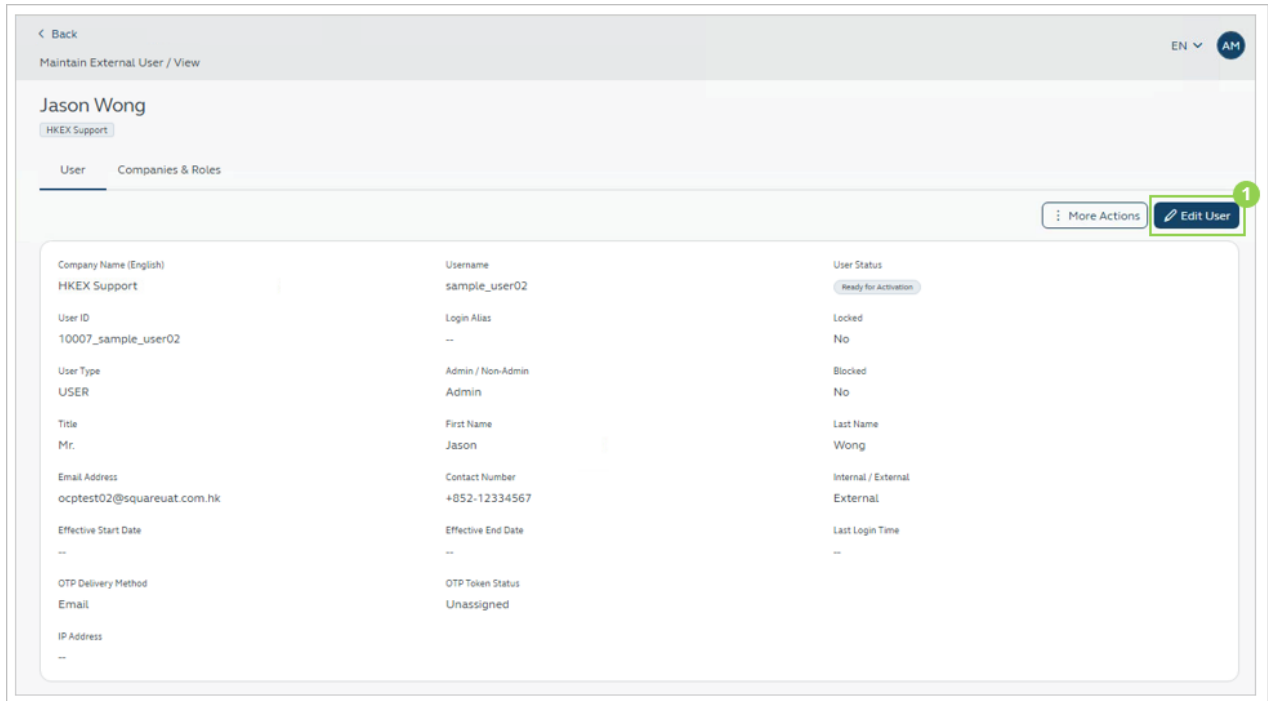 Back
EN
AM
Maintain External User / View
Jason Wong
HKEX Support
User
Companies & Roles
1
More Actions
Edit User
Company Name (English)
Username
User Status
HKEX Support
sample_user02
Ready for Activation
User ID
Login Alias
Locked
10007_sample_user02
--
No
User Type
Admin / Non-Admin
Blocked
USER
Admin
No
Title
First Name
Last Name
Mr.
Jason
Wong
Email Address
Contact Number
Internal / External
ocptest02@squareuat.com.hk
+852-12334567
External
Effective Start Date
Effective End Date
Last Login Time
--
--
--
OTP Delivery Method
OTP Token Status
Email
Unassigned
IP Address
--